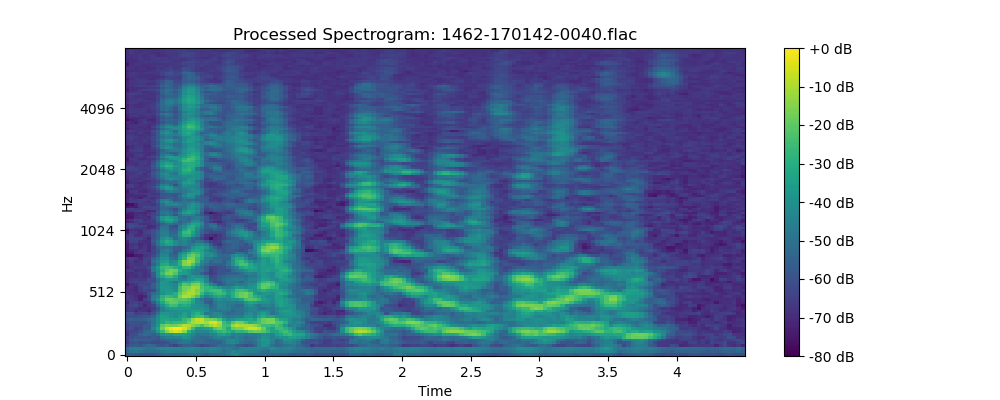 Processed Spectrogram: 1462-170142-0040.flac
Hz
4096
2048
1024
512
0
0 0.5 1 1.5 2 2.5 3 3.5 4
Time
+0 dB
-10 dB
-20 dB
-30 dB
-40 dB
-50 dB
-60 dB
-70 dB
-80 dB